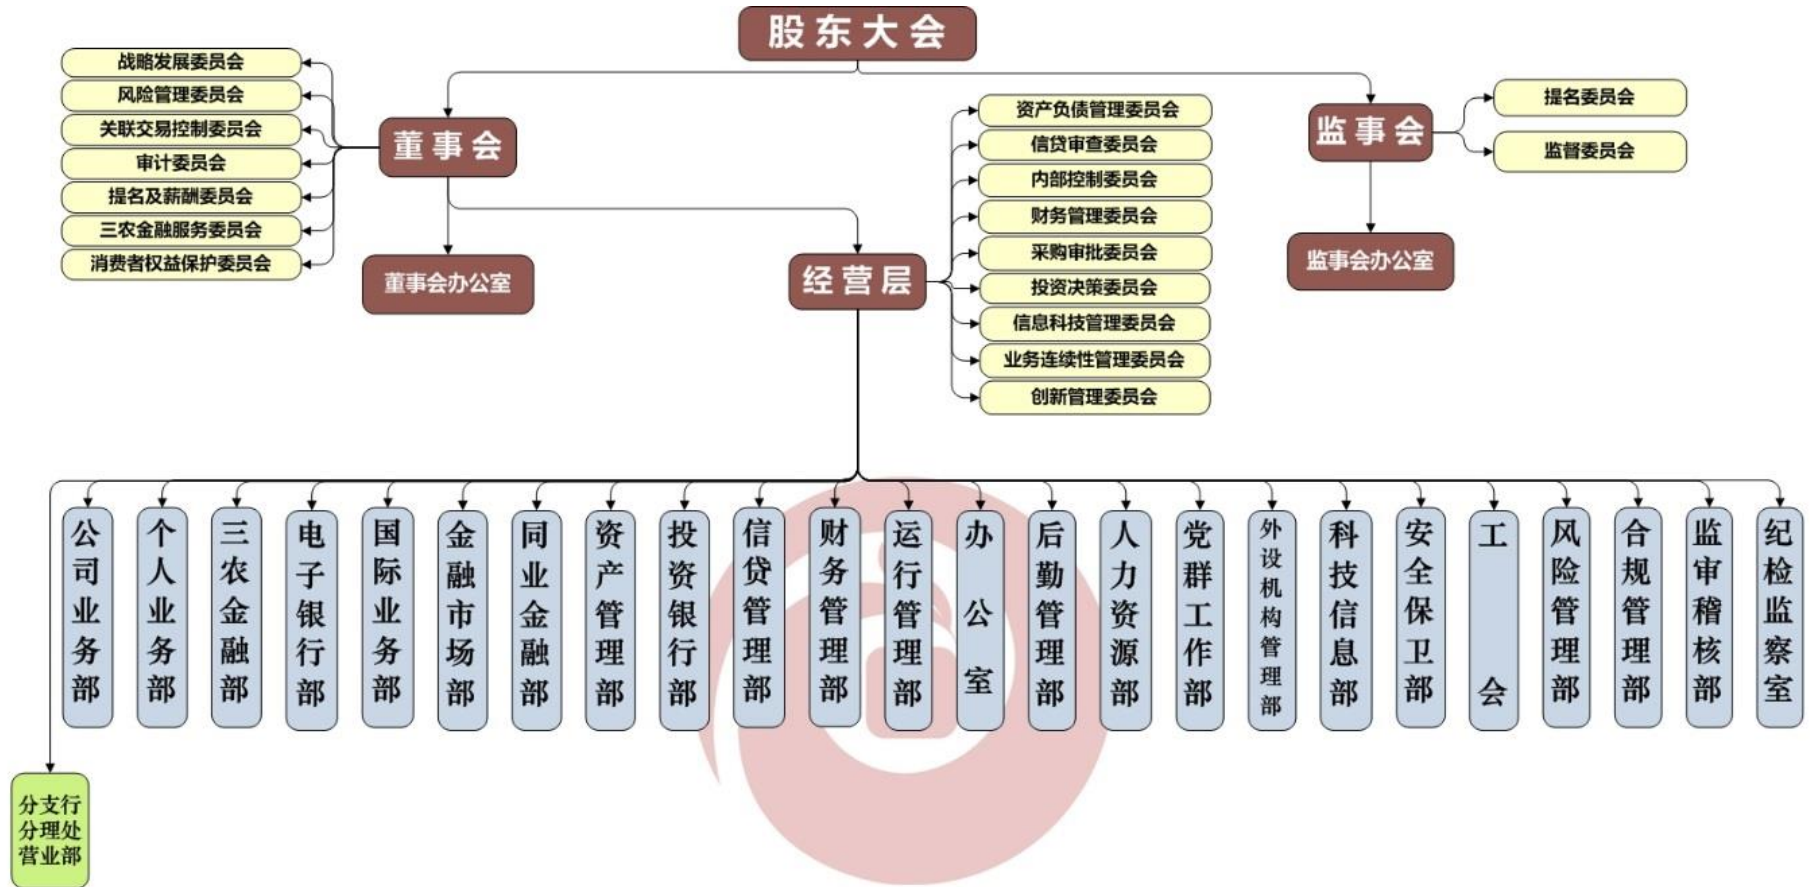 股东大会
董事会
监事会
战略发展委员会
风险管理委员会
关联交易控制委员会
审计委员会
提名及薪酬委员会
三农金融服务委员会
消费者权益保护委员会
董事会办公室
经营层
资产负债管理委员会
信贷审查委员会
内部控制委员会
财务管理委员会
采购审批委员会
投资决策委员会
信息科技管理委员会
业务连续性管理委员会
创新管理委员会
提名委员会
监督委员会
监事会办公室
公司业务部
个人业务部
三农金融部
电子银行部
国际业务部
金融市场部
同业金融部
资产管理部
投资银行部
信贷管理部
财务管理部
运行管理部
办公室
后勤管理部
人力资源部
党群工作部
外设机构管理部
科技信息部
安全保卫部
工会
风险管理部
合规管理部
监审稽核部
纪检监察室
分支行
分理处
营业部